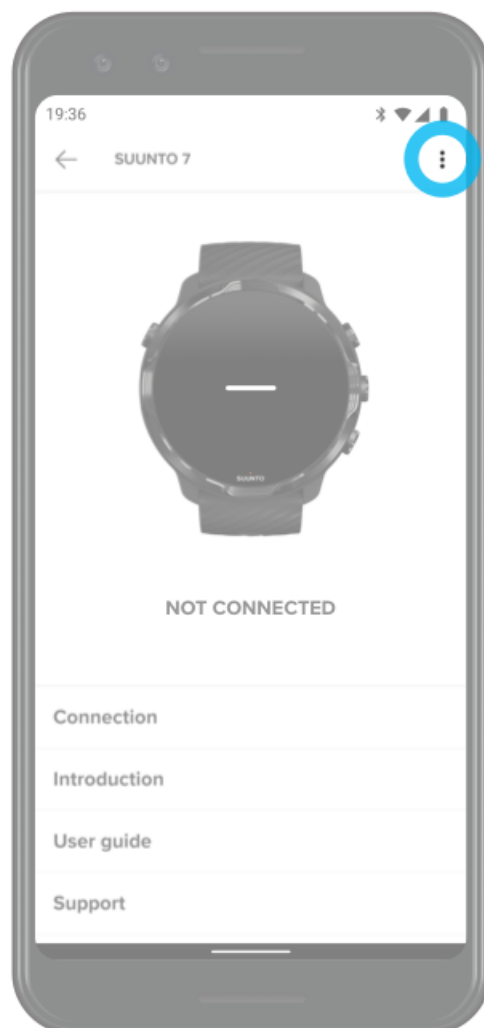 19:36
SUUNTO 7
SUUNTO
NOT CONNECTED
Connection
Introduction
User guide
Support